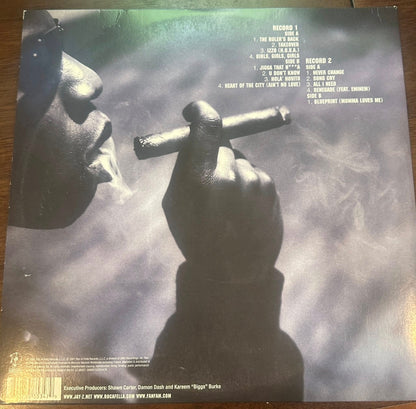 RECORD 1
SIDE A
1. THE RULER'S BACK
2. TAKEOVER
3. IZZO (H.O.V.A.)
4. GIRLS, GIRLS, GIRLS
SIDE B
1. JIGGA THAT N***A
2. U DON'T KNOW
3. HOLA' HOVITO
4. HEART OF THE CITY (AIN'T NO LOVE)
RECORD 2
SIDE A
1. NEVER CHANGE
2. SONG CRY
3. ALL I NEED
4. RENEGADE (FEAT. EMINEM)
SIDE B
1. BLUEPRINT (MOMMA LOVES ME)
Executive Producers: Shawn Carter, Damon Dash and Kareem "Biggs" Burke
WWW.JAY-Z.NET WWW.ROCAFELLA.COM WWW.FANFAM.COM